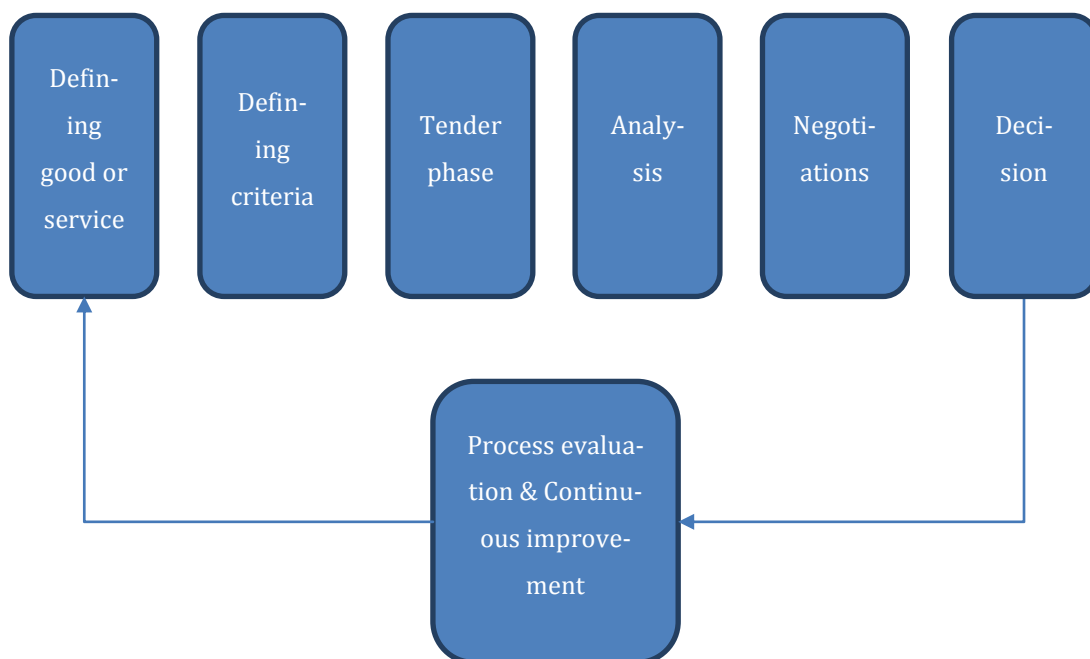 Defin-
ing
good or
service
Defin-
ing
criteria
Tender
phase
Analy-
sis
Negoti-
ations
Deci-
sion
Process evalua-
tion & Continu-
ous improve-
ment